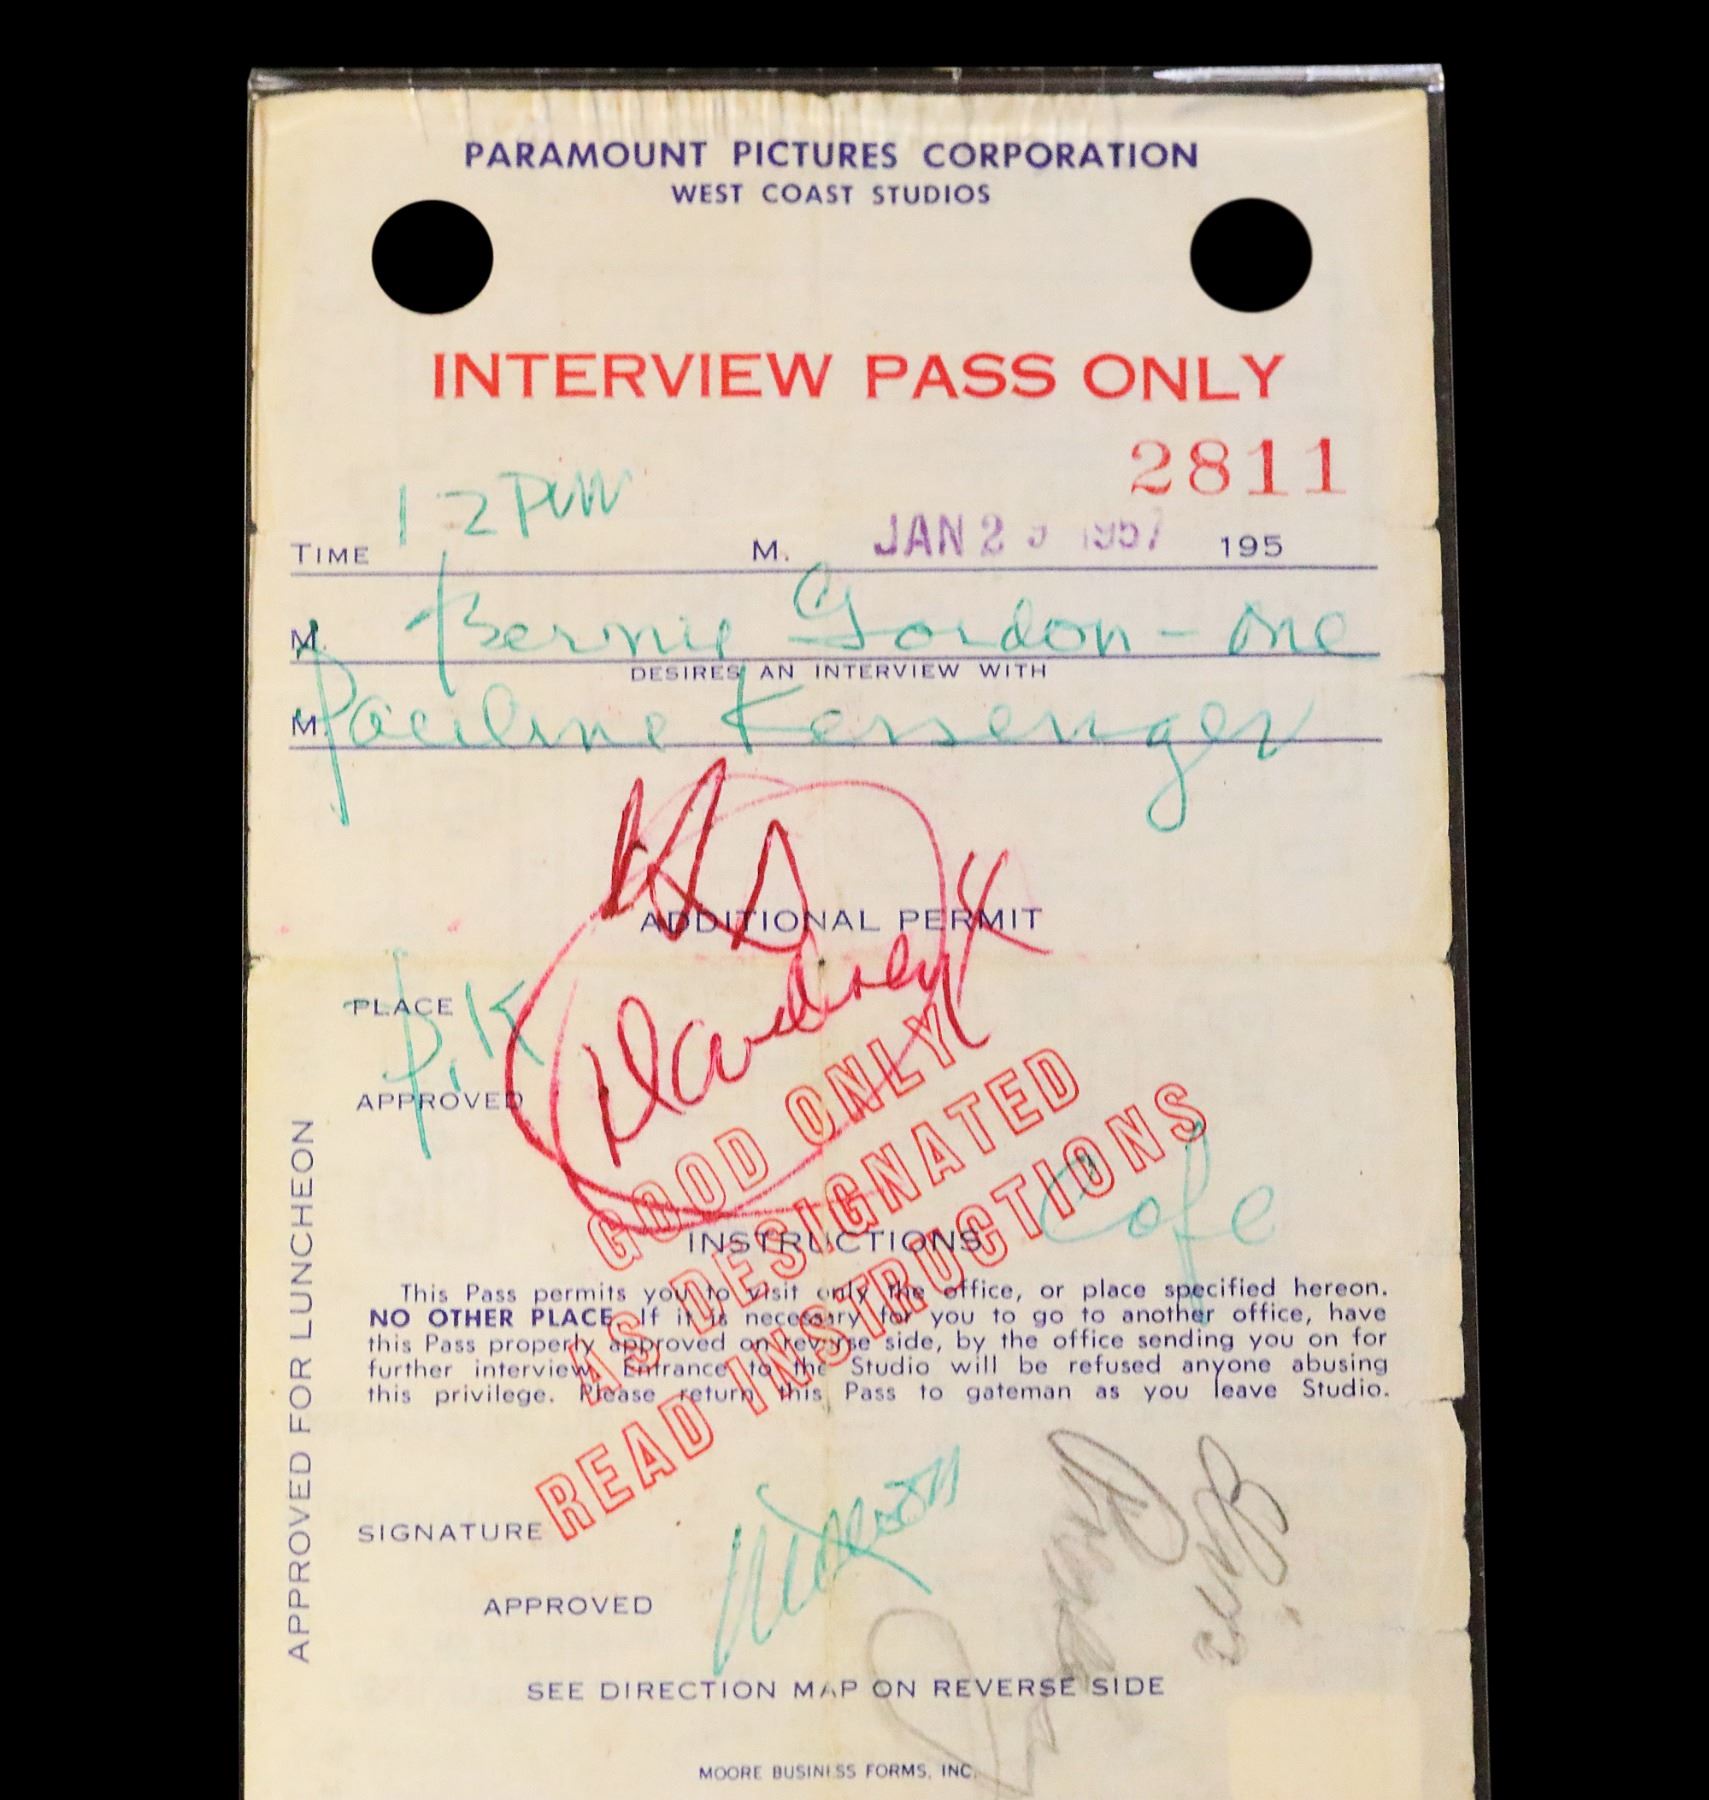 PARAMOUNT PICTURES CORPORATION
WEST COAST STUDIOS
INTERVIEW PASS ONLY
2811
TIME 12 PM M. JAN 2 1957 195
M. Bernie Gordon - one
DESIRES AN INTERVIEW WITH
M. Pauline Kessenger
ADDITIONAL PERMIT
PLACE
P.K
APPROVED
GOOD ONLY
AS DESIGNATED
READ INSTRUCTIONS
Cafe
INSTRUCTIONS
This Pass permits you to visit only the office, or place specified hereon.
NO OTHER PLACE. If it is necessary for you to go to another office, have
this Pass properly approved on reverse side, by the office sending you on for
further interview. Entrance to the Studio will be refused anyone abusing
this privilege. Please return this Pass to gateman as you leave Studio.
APPROVED FOR LUNCHEON
SIGNATURE
APPROVED
SEE DIRECTION MAP ON REVERSE SIDE
MOORE BUSINESS FORMS, INC.